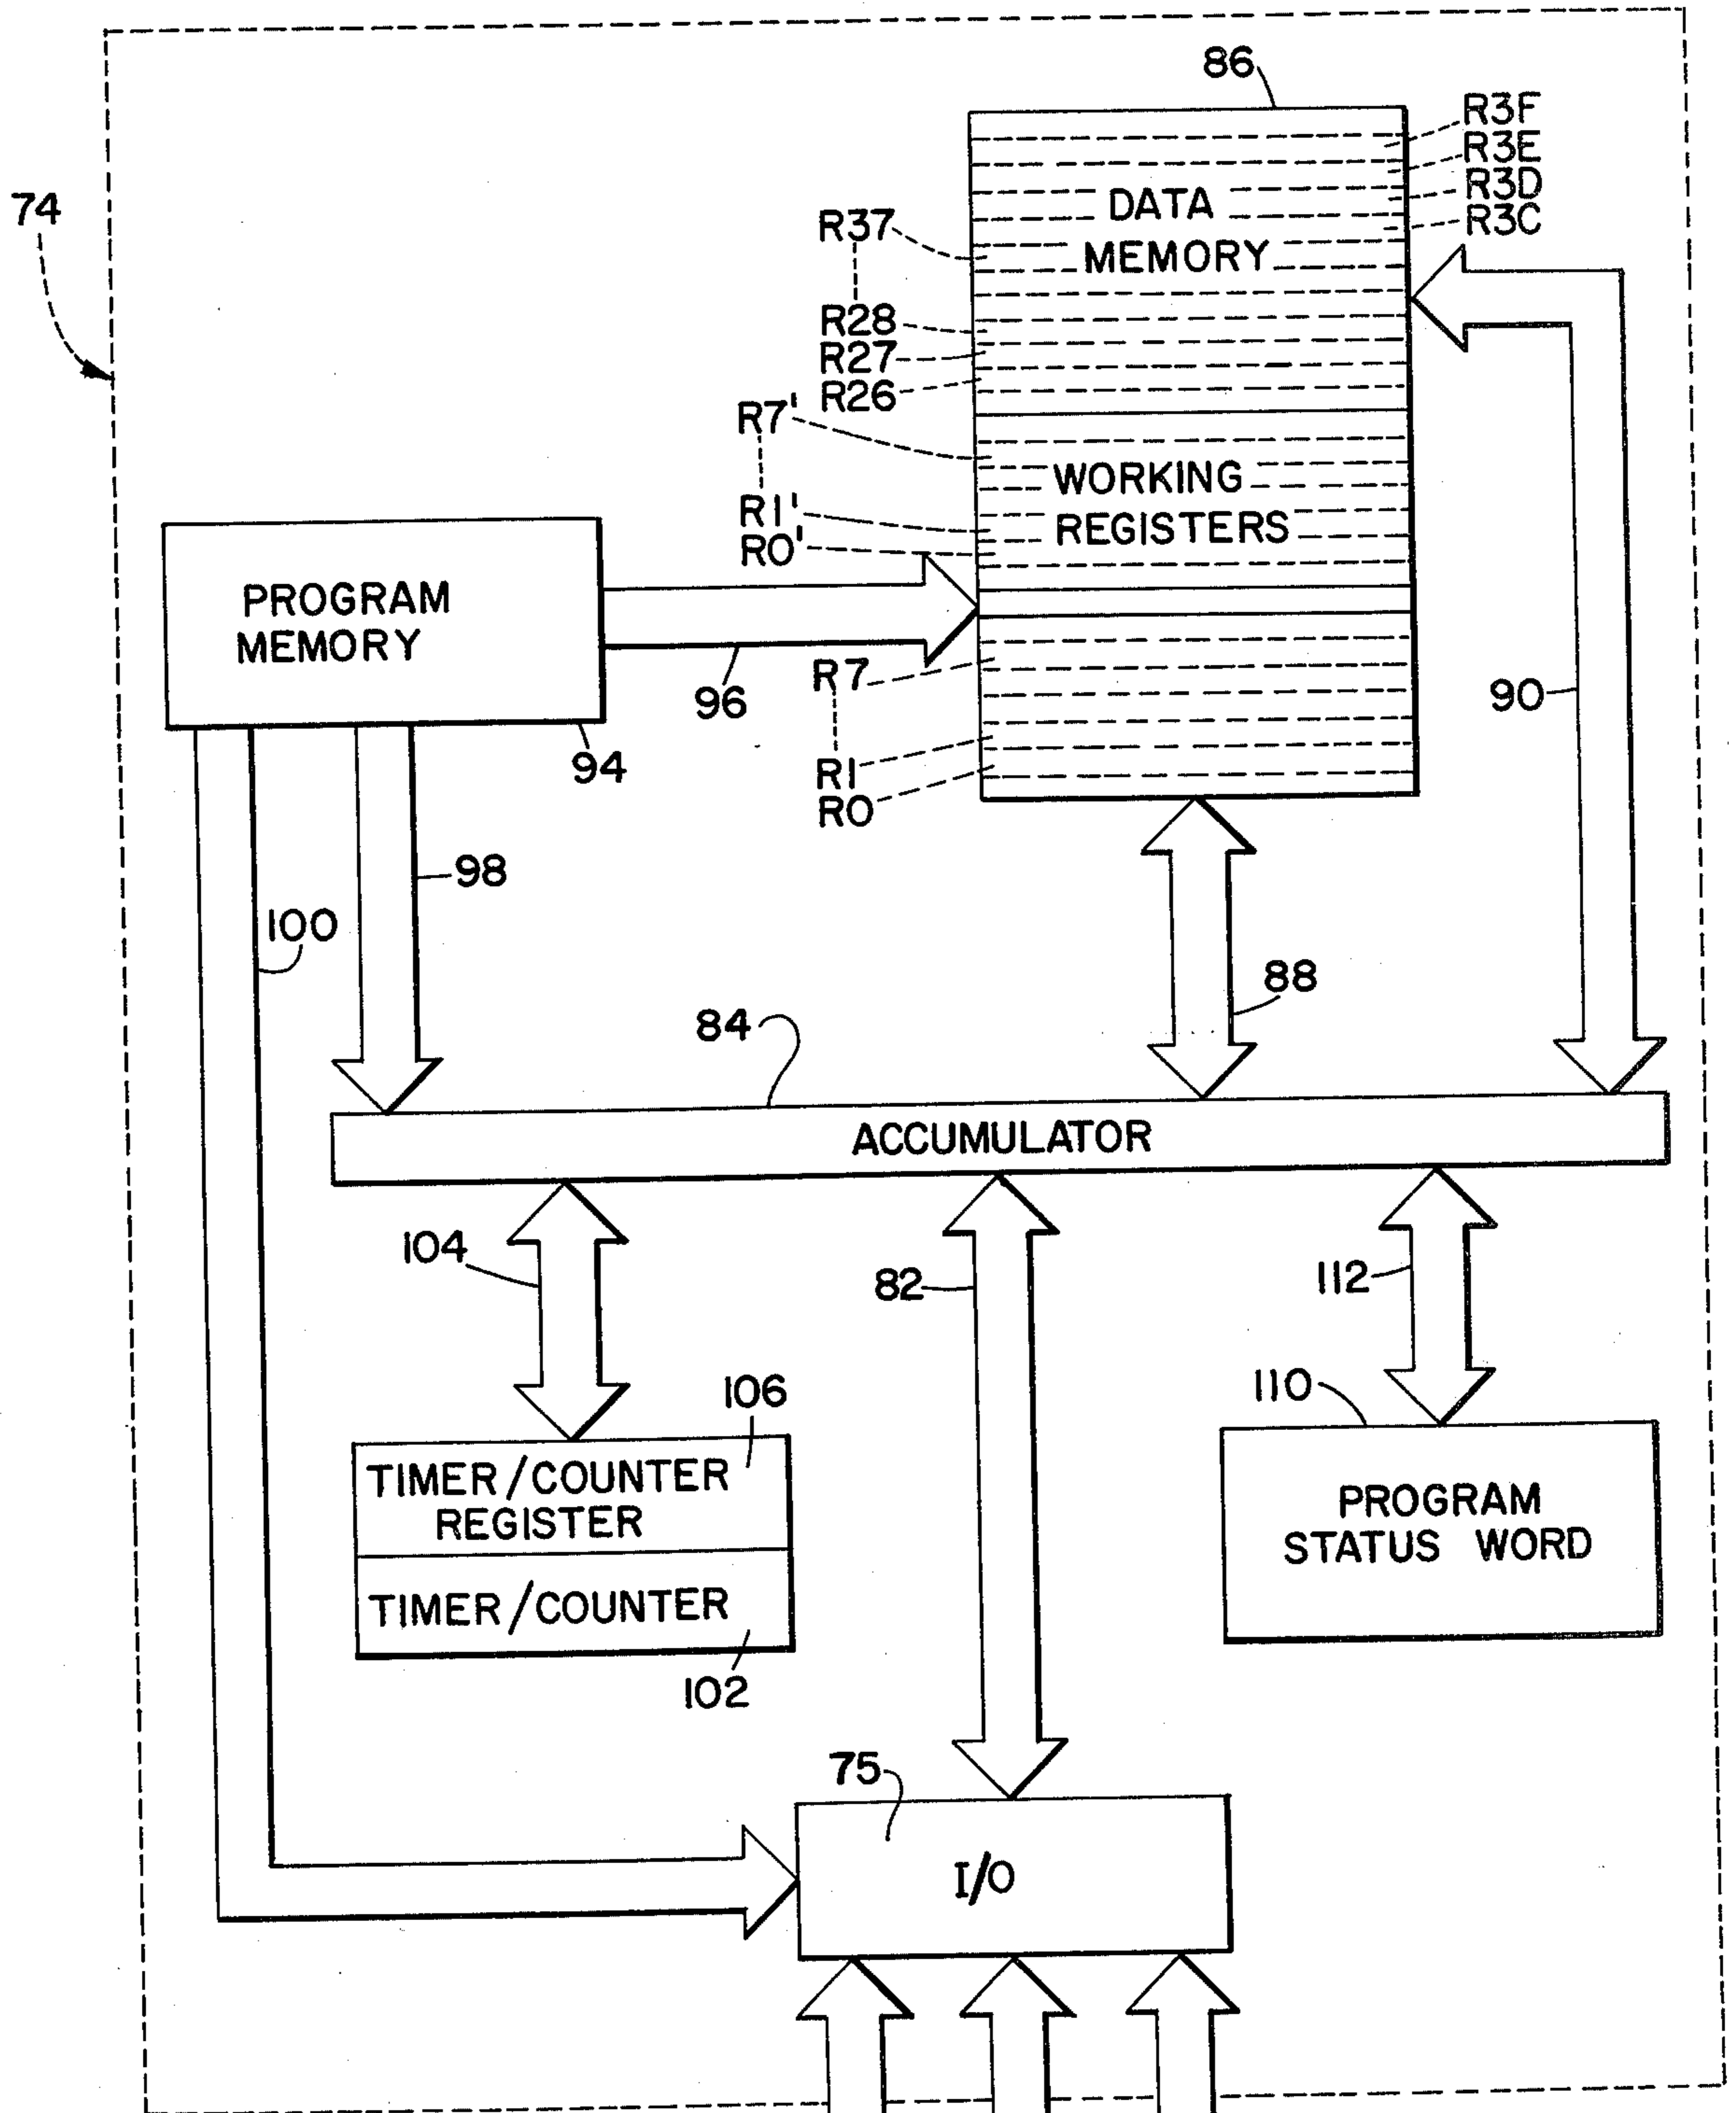 86
R3F
R3E
R3D
R3C
74
DATA
MEMORY
R37
R28
R27
R26
R7'
R1'
R0'
WORKING
REGISTERS
PROGRAM
MEMORY
96
R7
R1
R0
90
94
98
100
88
84
ACCUMULATOR
104
82
112
106
110
TIMER/COUNTER
REGISTER
TIMER/COUNTER
102
PROGRAM
STATUS WORD
75
I/O